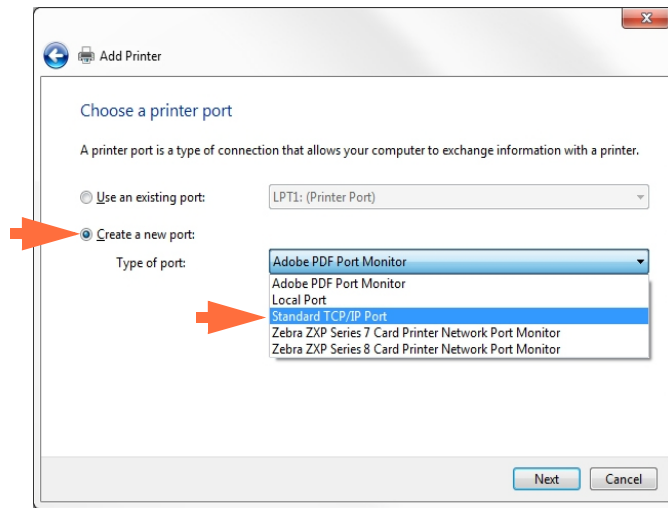 Add Printer
Choose a printer port
A printer port is a type of connection that allows your computer to exchange information with a printer.
Use an existing port: LPT1: (Printer Port)
Create a new port:
Type of port: Adobe PDF Port Monitor
Adobe PDF Port Monitor
Local Port
Standard TCP/IP Port
Zebra ZXP Series 7 Card Printer Network Port Monitor
Zebra ZXP Series 8 Card Printer Network Port Monitor
Next Cancel